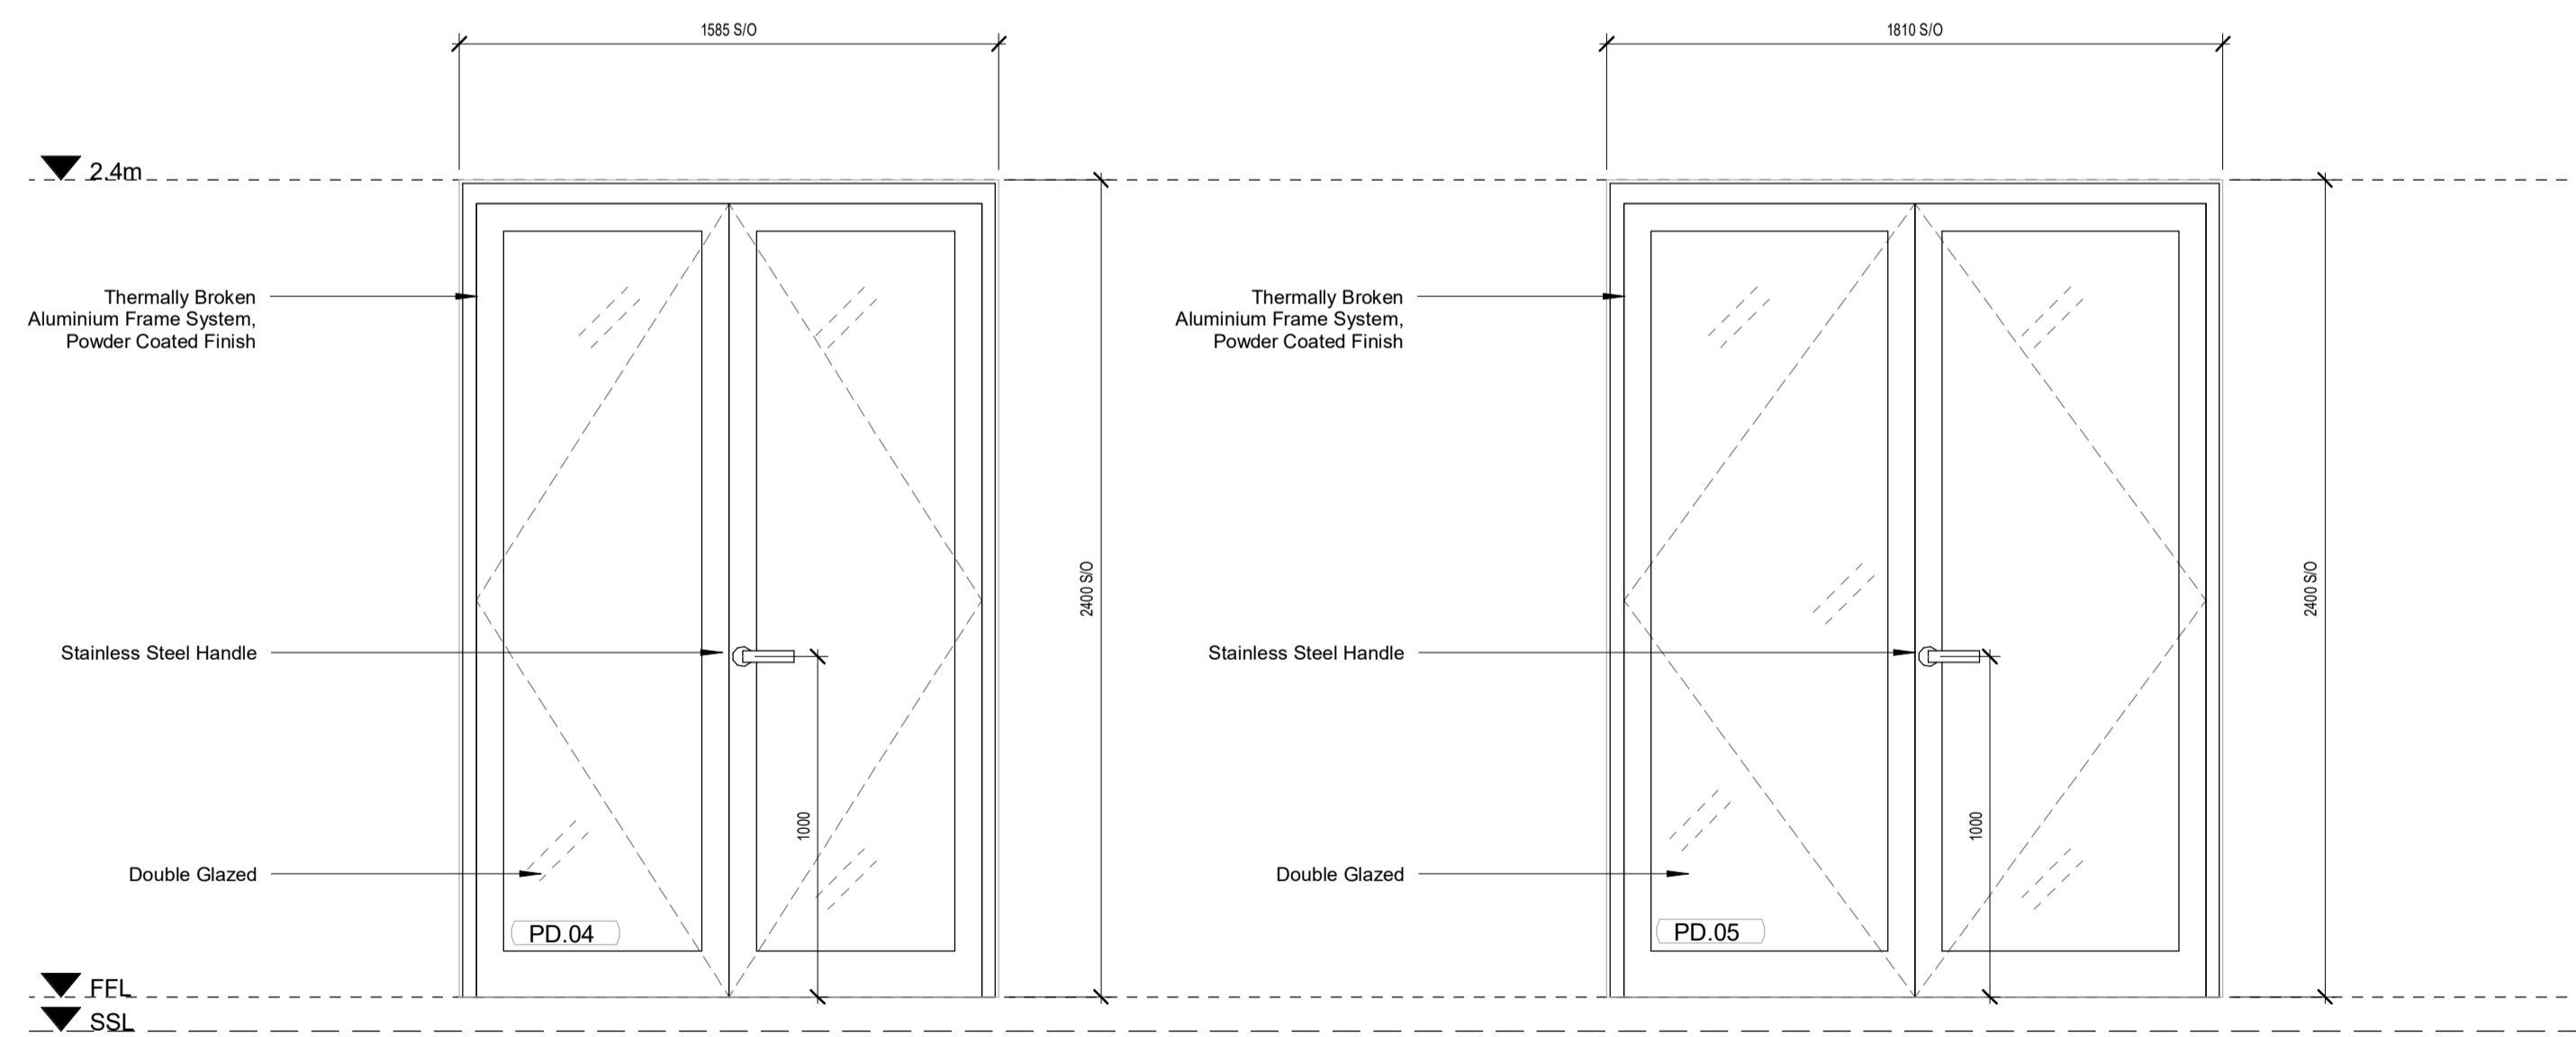 1585 S/O
1810 S/O
2.4m
Thermally Broken
Aluminium Frame System,
Powder Coated Finish
Thermally Broken
Aluminium Frame System,
Powder Coated Finish
2400 S/O
2400 S/O
Stainless Steel Handle
Stainless Steel Handle
1000
1000
Double Glazed
Double Glazed
PD.04
PD.05
FFL
SSL